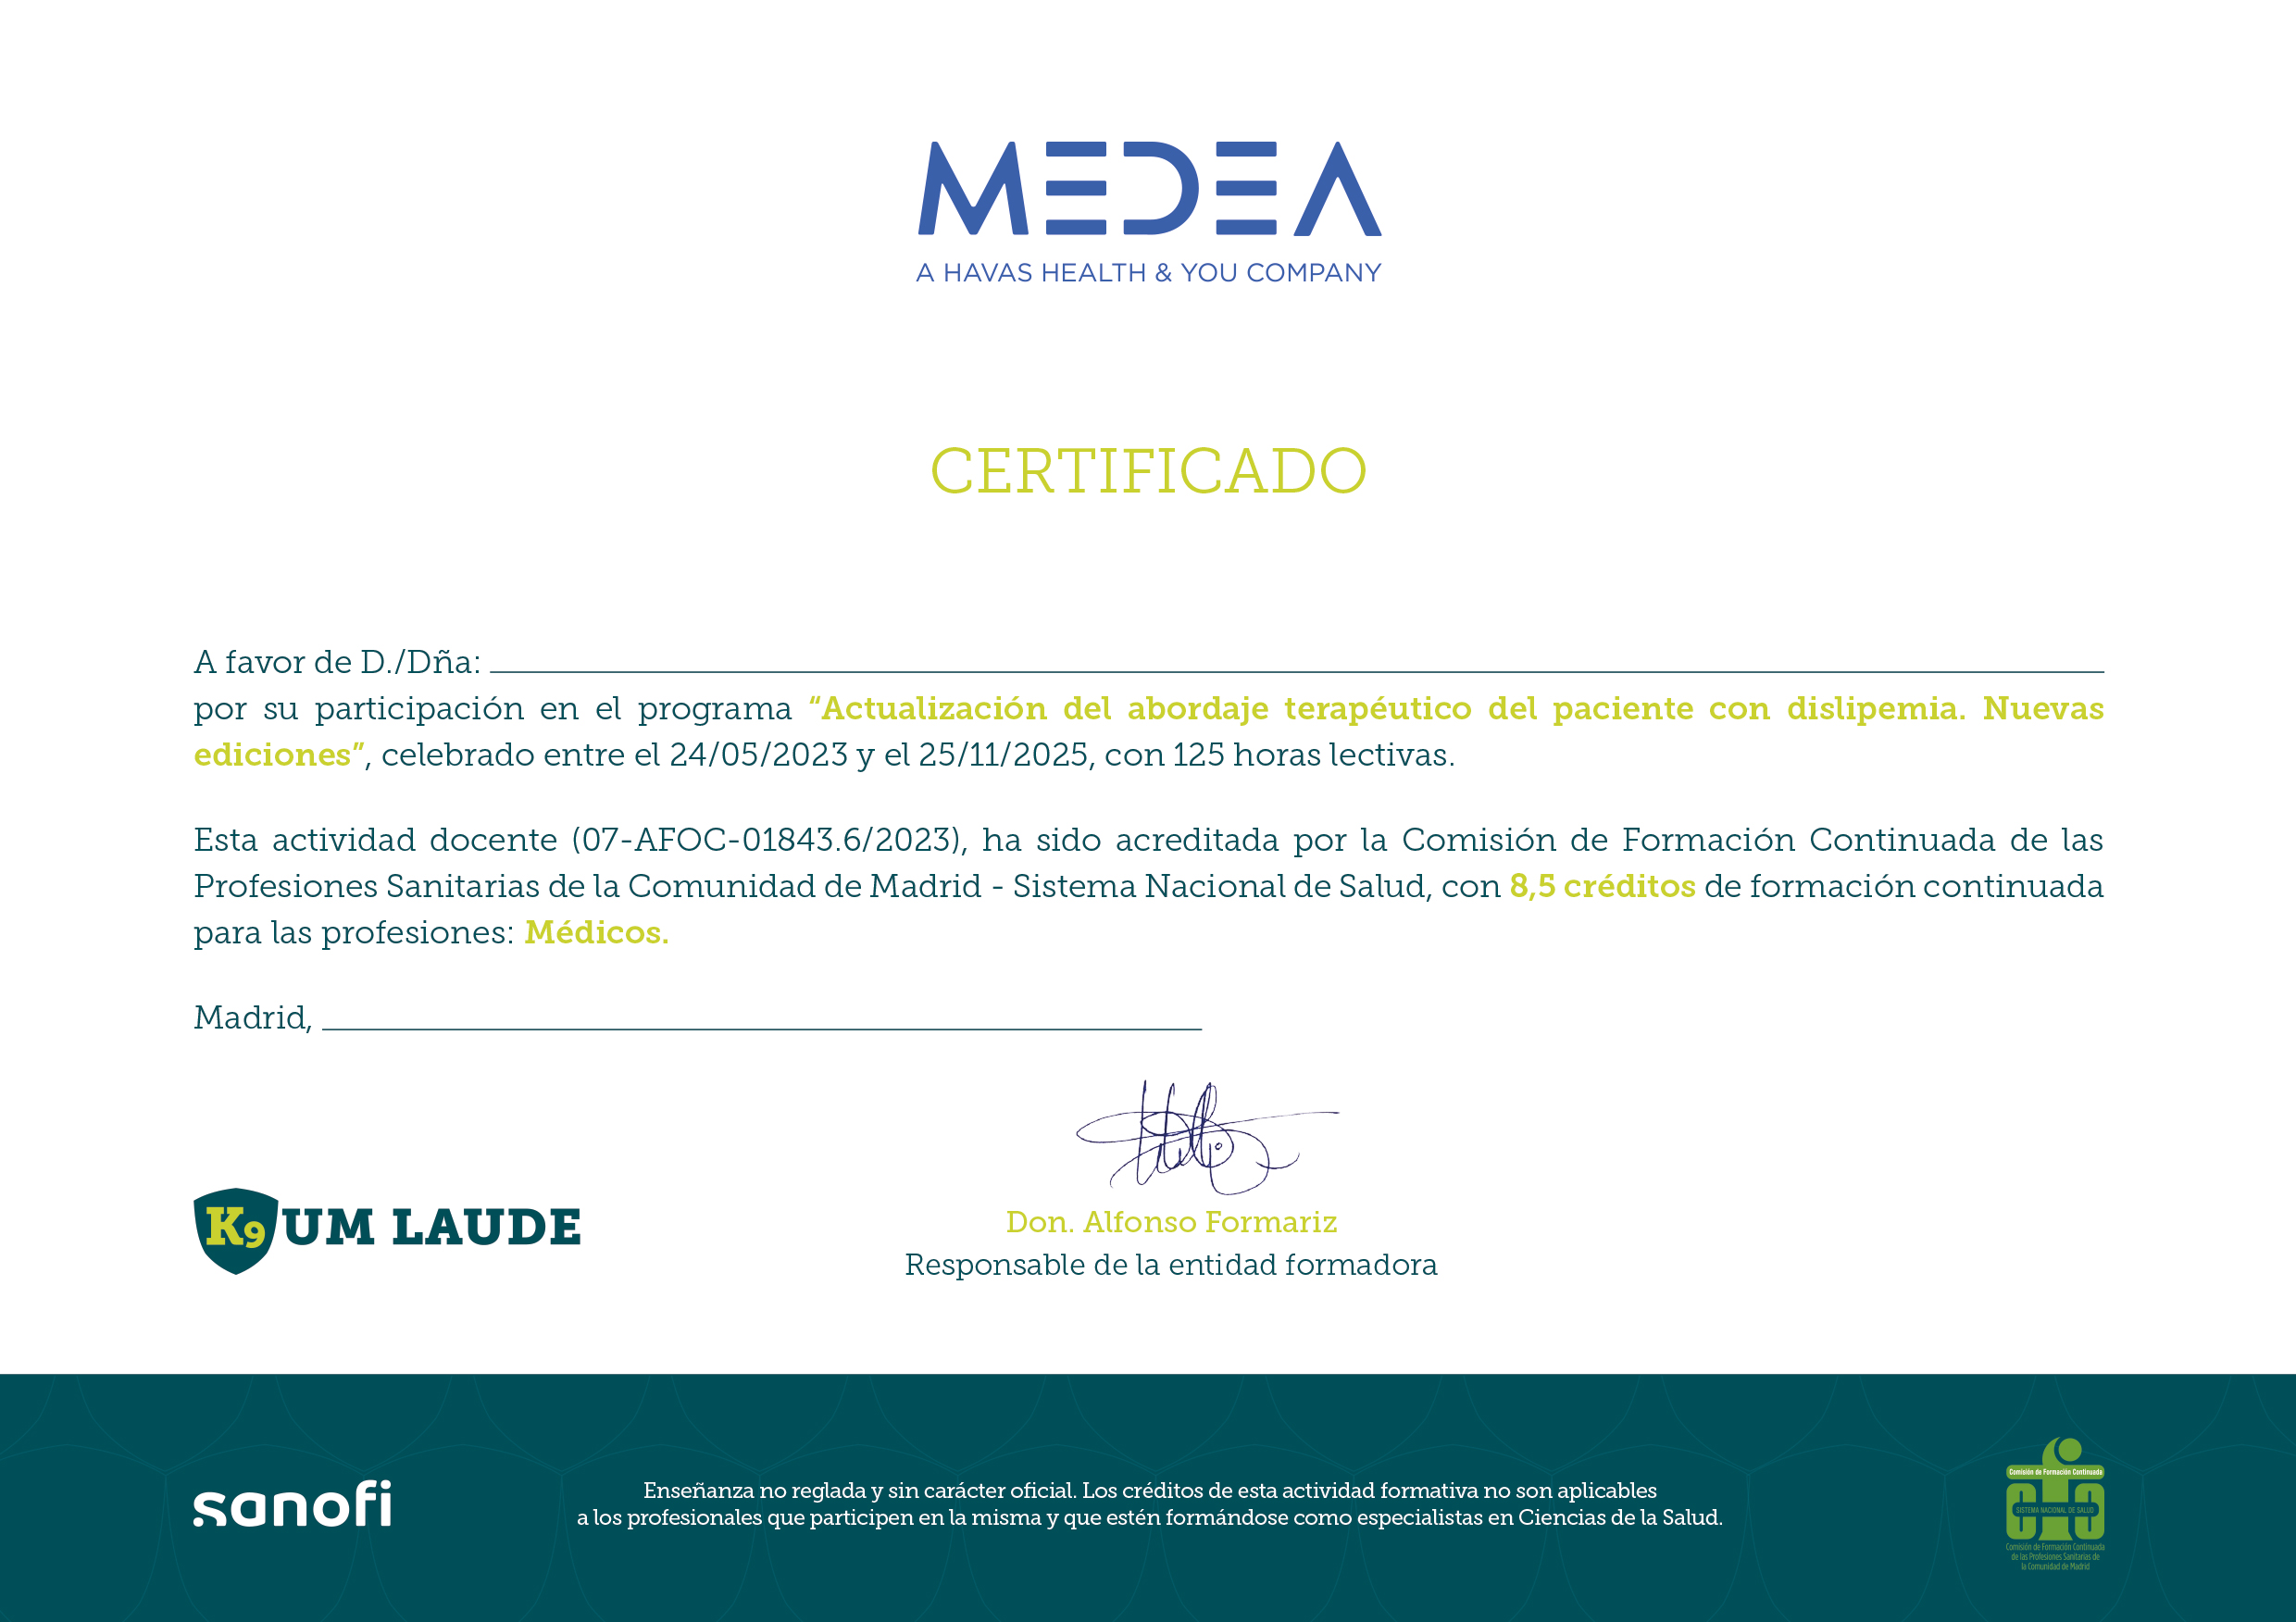 MEDEA
A HAVAS HEALTH & YOU COMPANY
CERTIFICADO
A favor de D./Dña:
por su participación en el programa “Actualización del abordaje terapéutico del paciente con dislipemia. Nuevas
ediciones”, celebrado entre el 24/05/2023 y el 25/11/2025, con 125 horas lectivas.
Esta actividad docente (07-AFOC-01843.6/2023), ha sido acreditada por la Comisión de Formación Continuada de las
Profesiones Sanitarias de la Comunidad de Madrid - Sistema Nacional de Salud, con 8,5 créditos de formación continuada
para las profesiones: Médicos.
Madrid,
K9UM LAUDE
Don. Alfonso Formariz
Responsable de la entidad formadora
sanofi
Enseñanza no reglada y sin carácter oficial. Los créditos de esta actividad formativa no son aplicables
a los profesionales que participen en la misma y que estén formándose como especialistas en Ciencias de la Salud.
Comisión de Formación Continuada
SISTEMA NACIONAL DE SALUD
Comisión de Formación Continuada
de las Profesiones Sanitarias de
la Comunidad de Madrid